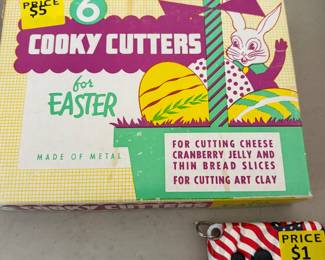 PRICE
$5
6
COOKY CUTTERS
for
EASTER
MADE OF METAL
FOR CUTTING CHEESE
CRANBERRY JELLY AND
THIN BREAD SLICES
FOR CUTTING ART CLAY
COOKY CUTTERS
PRICE
$1